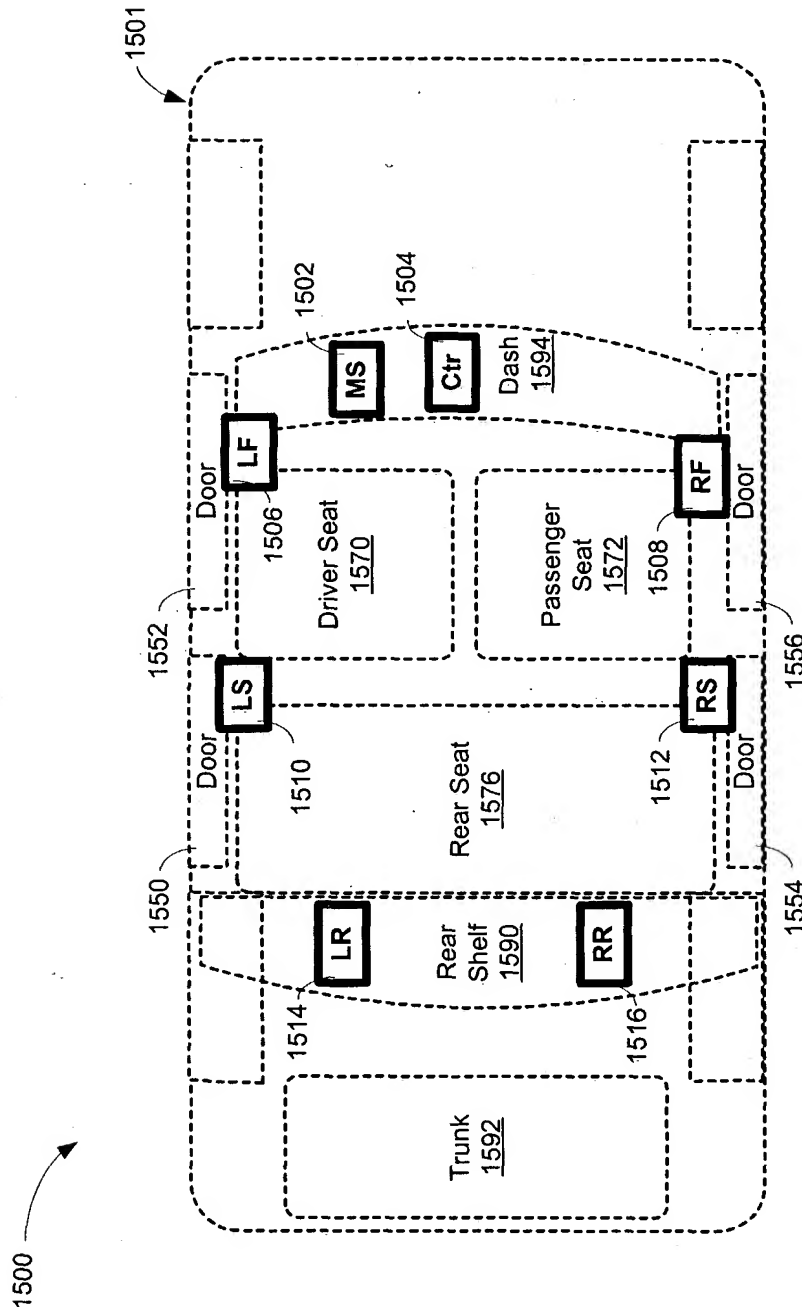 1500
1501
1502
1504
MS
Ctr
Dash
1594
LF
1506
RF
1508
Door
Door
1552
1556
Driver Seat
1570
Passenger
Seat
1572
LS
1510
RS
1512
Door
Door
1550
1554
Rear Seat
1576
LR
1514
RR
1516
Rear
Shelf
1590
Trunk
1592